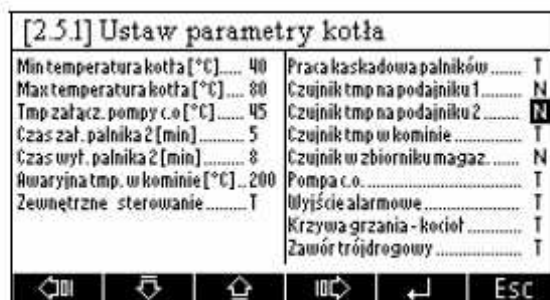 [2.5.1] Ustaw parametry kotła
Min temperatura kotła [°C]..... 40
Max temperatura kotła [°C]..... 80
Tmp załącz. pompy c.o [°C]..... 45
Czas zał. palnika 2 [min]......... 5
Czas wył. palnika 2 [min]......... 8
Awaryjna tmp. w kominie [°C]..200
Zewnętrzne sterowanie .........T
Praca kaskadowa palników ....... T
Czujnik tmp na podajniku 1....... N
Czujnik tmp na podajniku 2....... N
Czujnik tmp w kominie ............ T
Czujnik w zbiorniku magaz. ...... N
Pompa c.o. ........................... T
Wyjście alarmowe ................. T
Krzywa grzania - kocioł ........... T
Zawór trójdrogowy ................ T
Esc